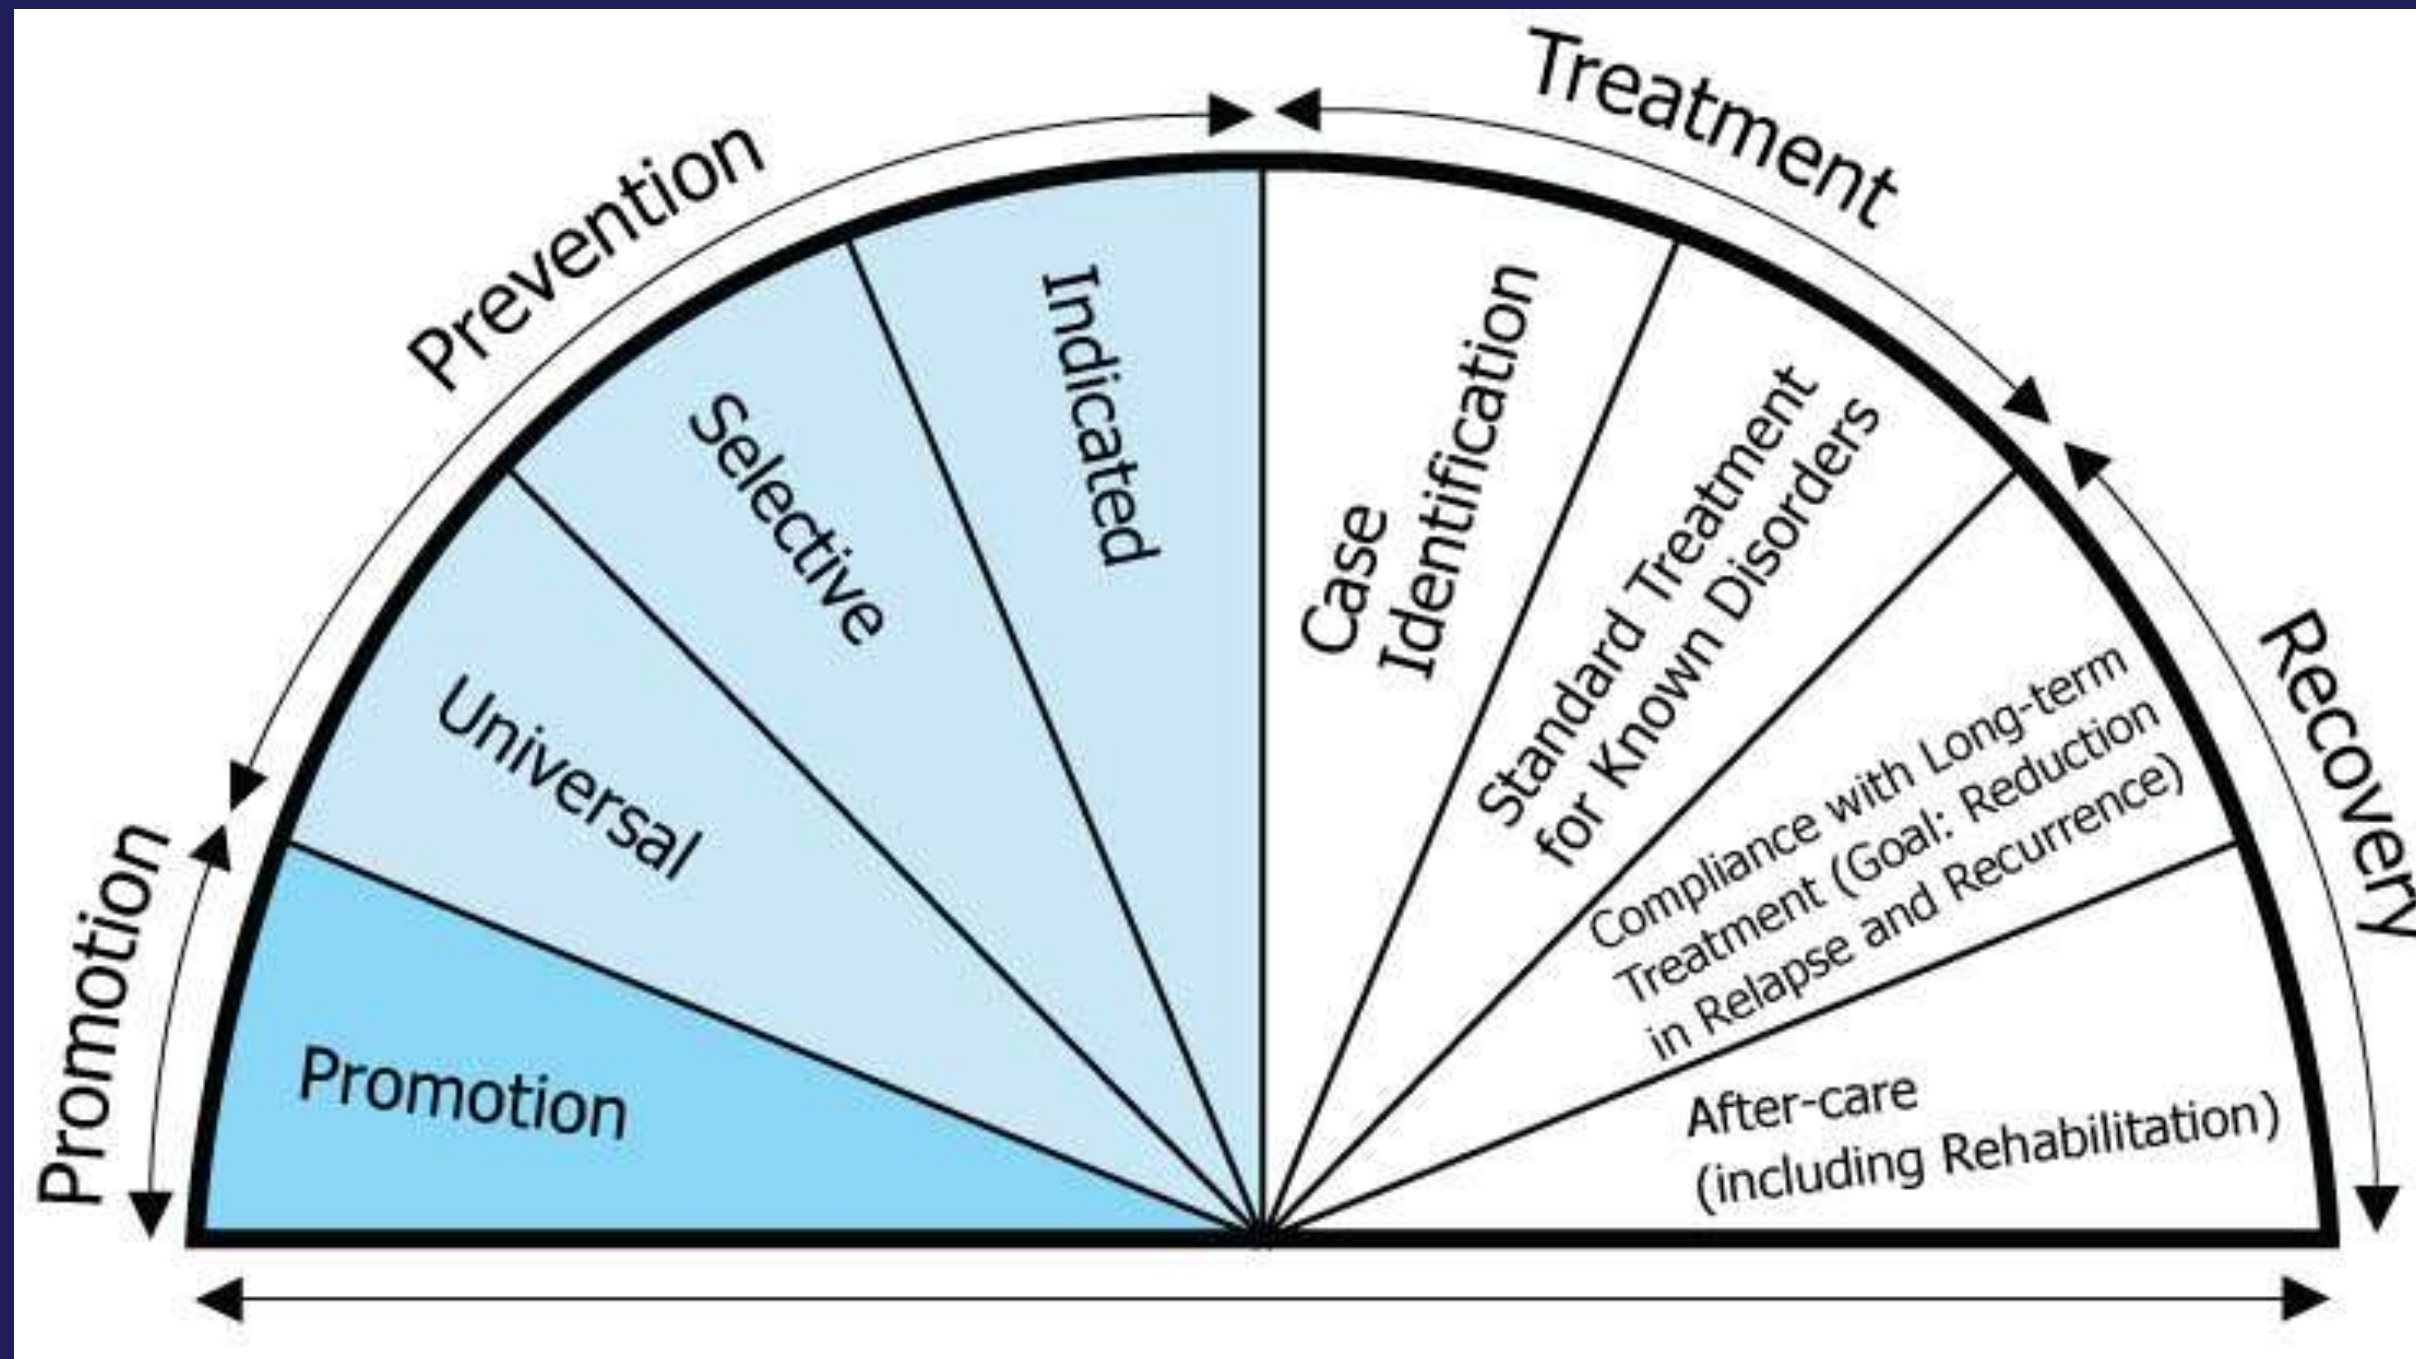 Promotion
Prevention
Treatment
Recovery
Promotion
Universal
Selective
Indicated
Case
Identification
Standard Treatment
for Known Disorders
Compliance with Long-term
Treatment (Goal: Reduction
in Relapse and Recurrence)
After-care
(including Rehabilitation)